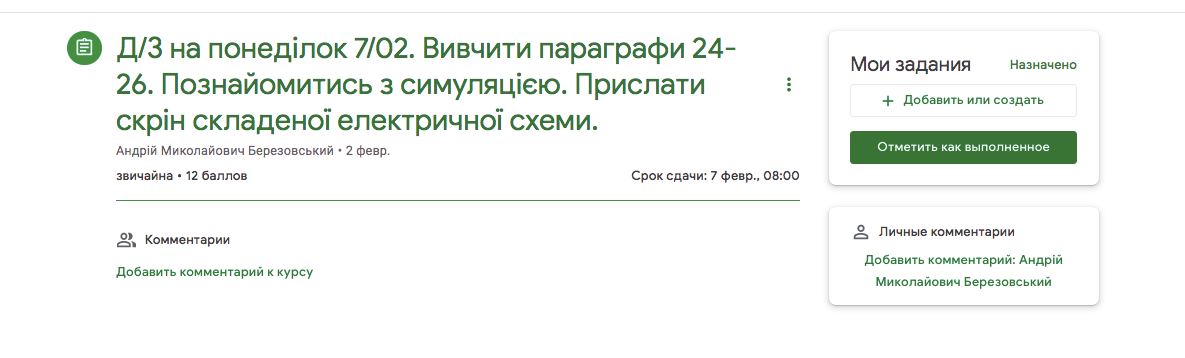 Д/З на понеділок 7/02. Вивчити параграфи 24-
26. Познайомитись з симуляцією. Прислати
скрін складеної електричної схеми.
Андрій Миколайович Березовський • 2 февр.
звичайна • 12 баллов
Срок сдачи: 7 февр., 08:00
Комментарии
Добавить комментарий к курсу
Мои задания
Назначено
+ Добавить или создать
Отметить как выполненное
Личные комментарии
Добавить комментарий: Андрій
Миколайович Березовський